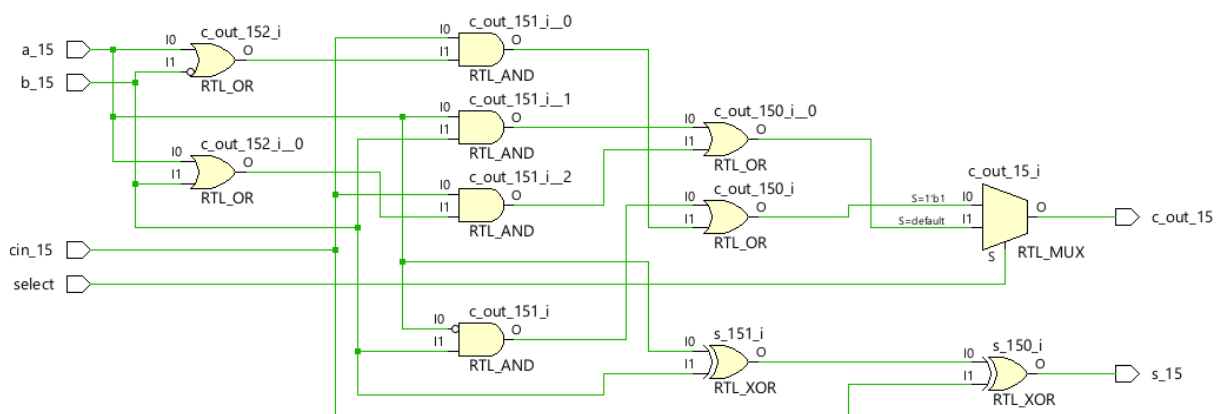 c_out_152_i
I0
I1
O
RTL_OR
c_out_151_i__0
I0
I1
O
RTL_AND
a_15
b_15
c_out_151_i__1
I0
I1
O
RTL_AND
c_out_150_i__0
I0
I1
O
RTL_OR
c_out_152_i__0
I0
I1
O
RTL_OR
c_out_151_i__2
I0
I1
O
RTL_AND
c_out_150_i
I0
I1
O
RTL_OR
c_out_15_i
S=1'b1
I0
S=default
I1
O
S
RTL_MUX
c_out_15
cin_15
select
c_out_151_i
I0
I1
O
RTL_AND
s_151_i
I0
I1
O
RTL_XOR
s_150_i
I0
I1
O
RTL_XOR
s_15